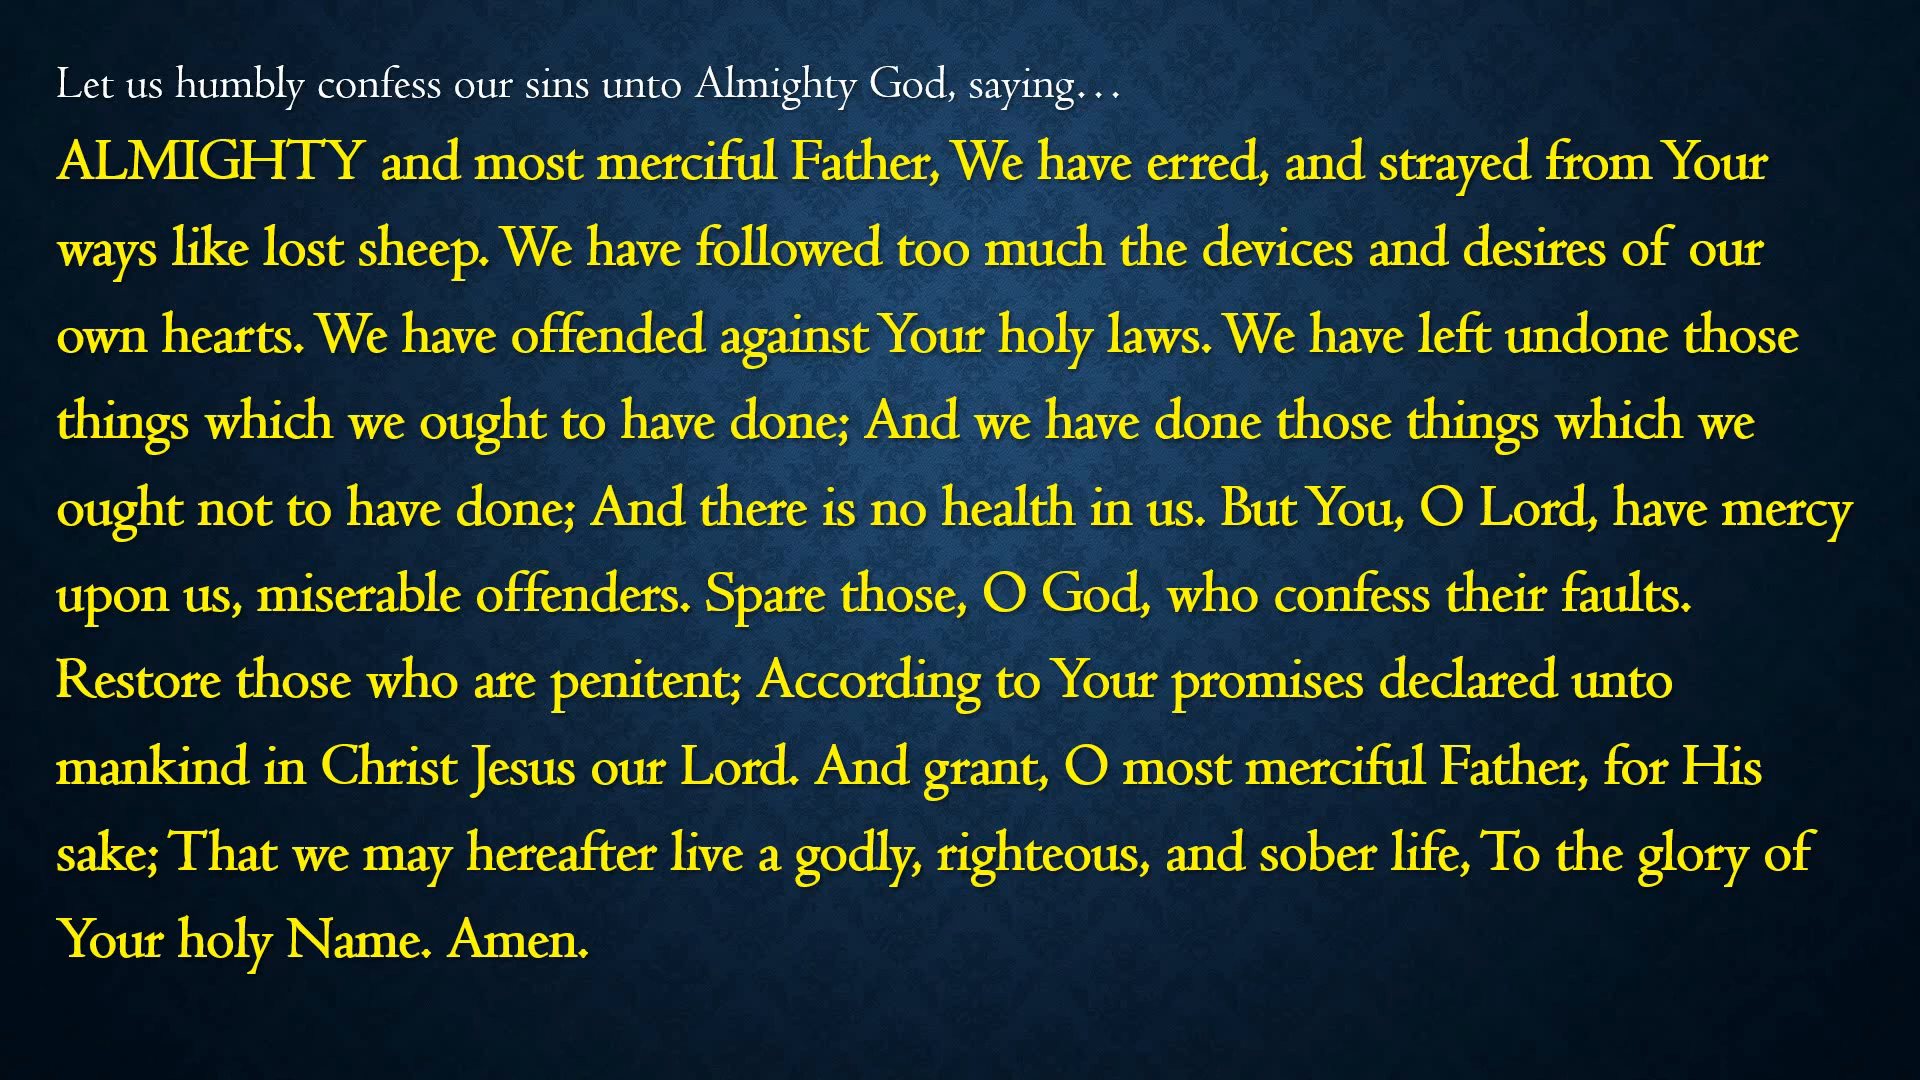 Let us humbly confess our sins unto Almighty God, saying…
ALMIGHTY and most merciful Father, We have erred, and strayed from Your
ways like lost sheep. We have followed too much the devices and desires of our
own hearts. We have offended against Your holy laws. We have left undone those
things which we ought to have done; And we have done those things which we
ought not to have done; And there is no health in us. But You, O Lord, have mercy
upon us, miserable offenders. Spare those, O God, who confess their faults.
Restore those who are penitent; According to Your promises declared unto
mankind in Christ Jesus our Lord. And grant, O most merciful Father, for His
sake; That we may hereafter live a godly, righteous, and sober life, To the glory of
Your holy Name. Amen.